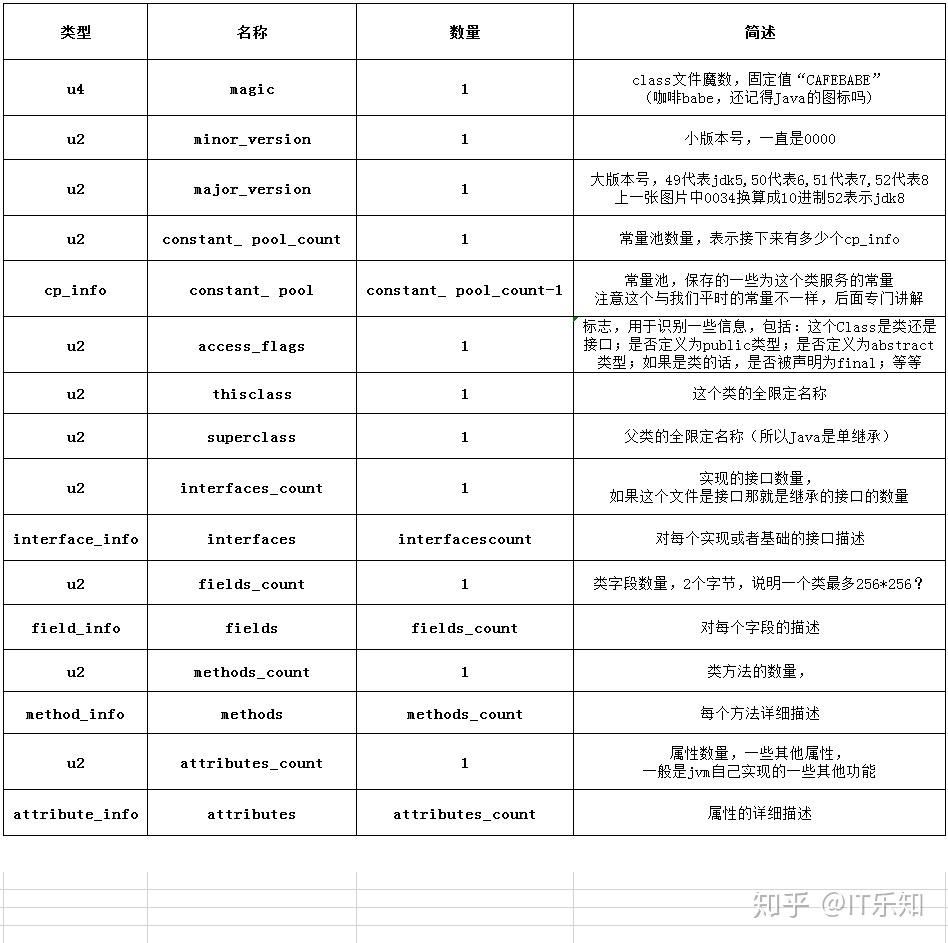 类型 名称 数量 简述
u4 magic 1 class文件魔数，固定值“CAFEBABE”
（咖啡babe，还记得Java的图标吗）
u2 minor_version 1 小版本号，一直是0000
u2 major_version 1 大版本号，49代表jdk5,50代表6,51代表7,52代表8
上一张图片中0034换算成10进制52表示jdk8
u2 constant_ pool_count 1 常量池数量，表示接下来有多少个cp_info
cp_info constant_ pool constant_ pool_count-1 常量池，保存的一些为这个类服务的常量
注意这个与我们平时的常量不一样，后面专门讲解
u2 access_flags 1 标志，用于识别一些信息，包括：这个Class是类还是
接口；是否定义为public类型；是否定义为abstract
类型；如果是类的话，是否被声明为final；等等
u2 thisclass 1 这个类的全限定名称
u2 superclass 1 父类的全限定名称（所以Java是单继承）
u2 interfaces_count 1 实现的接口数量，
如果这个文件是接口那就是继承的接口的数量
interface_info interfaces interfacescount 对每个实现或者基础的接口描述
u2 fields_count 1 类字段数量，2个字节，说明一个类最多256*256？
field_info fields fields_count 对每个字段的描述
u2 methods_count 1 类方法的数量，
method_info methods methods_count 每个方法详细描述
u2 attributes_count 1 属性数量，一些其他属性，
一般是jvm自己实现的一些其他功能
attribute_info attributes attributes_count 属性的详细描述
知乎 @IT乐知